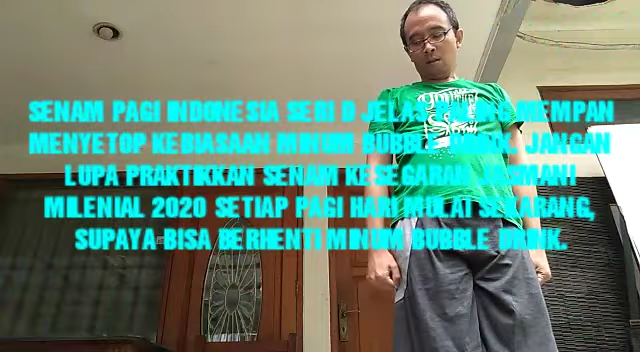 SENAM PAGI INDONESIA SERI D JELAS MEMPAN
MENYETOP KEBIASAAN MINUM BUBBLE DRINK. JANGAN
LUPA PRAKTIKKAN SENAM KESEGARAN JASMANI
MILENIAL 2020 SETIAP PAGI HARI MULAI SEKARANG,
SUPAYA BISA BERHENTI MINUM BUBBLE DRINK.